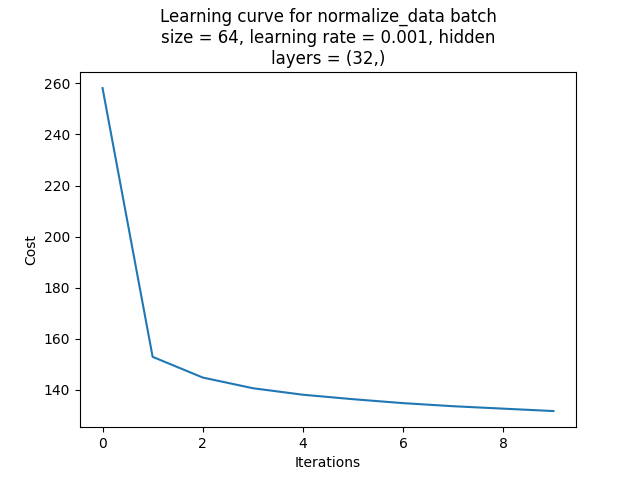 Learning curve for normalize_data batch
size = 64, learning rate = 0.001, hidden
layers = (32,)
260
240
220
200
180
160
140
Cost
0 2 4 6 8
Iterations